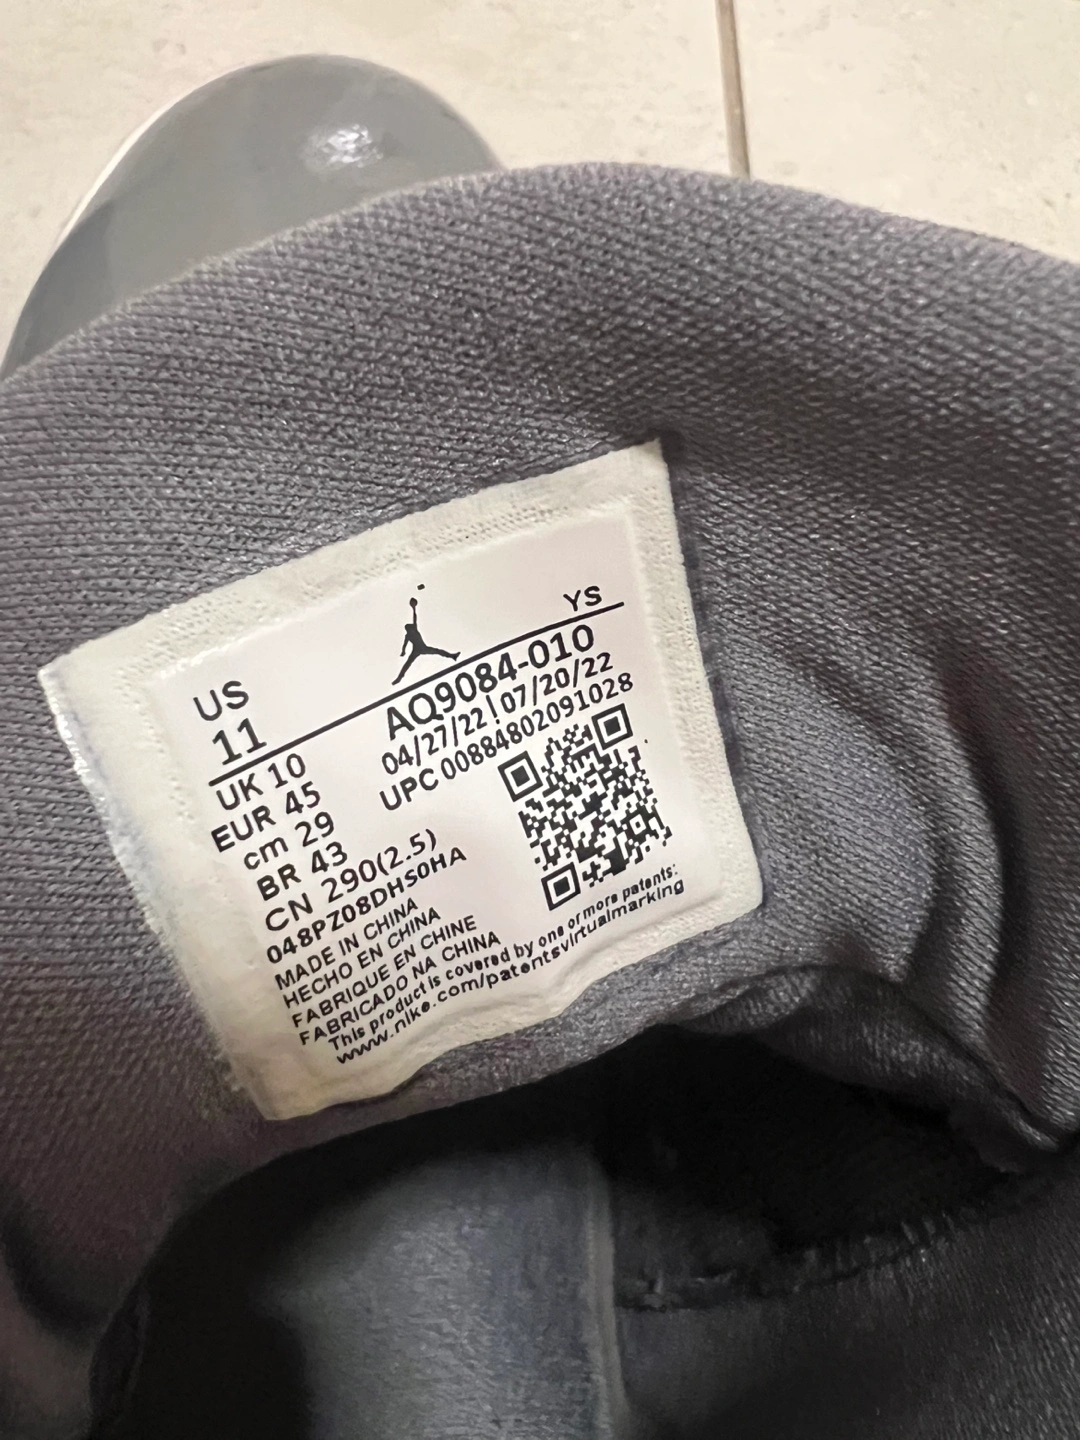 US
11
YS
AQ9084-010
04/27/22|07/20/22
UPC 00884802091028
UK 10
EUR 45
cm 29
BR 43
CN 290(2.5)
048PZ08DHS0HA
MADE IN CHINA
HECHO EN CHINA
FABRIQUE EN CHINE
FABRICADO NA CHINA
This product is covered by one or more patents:
www.nike.com/patentsvirtualmarking